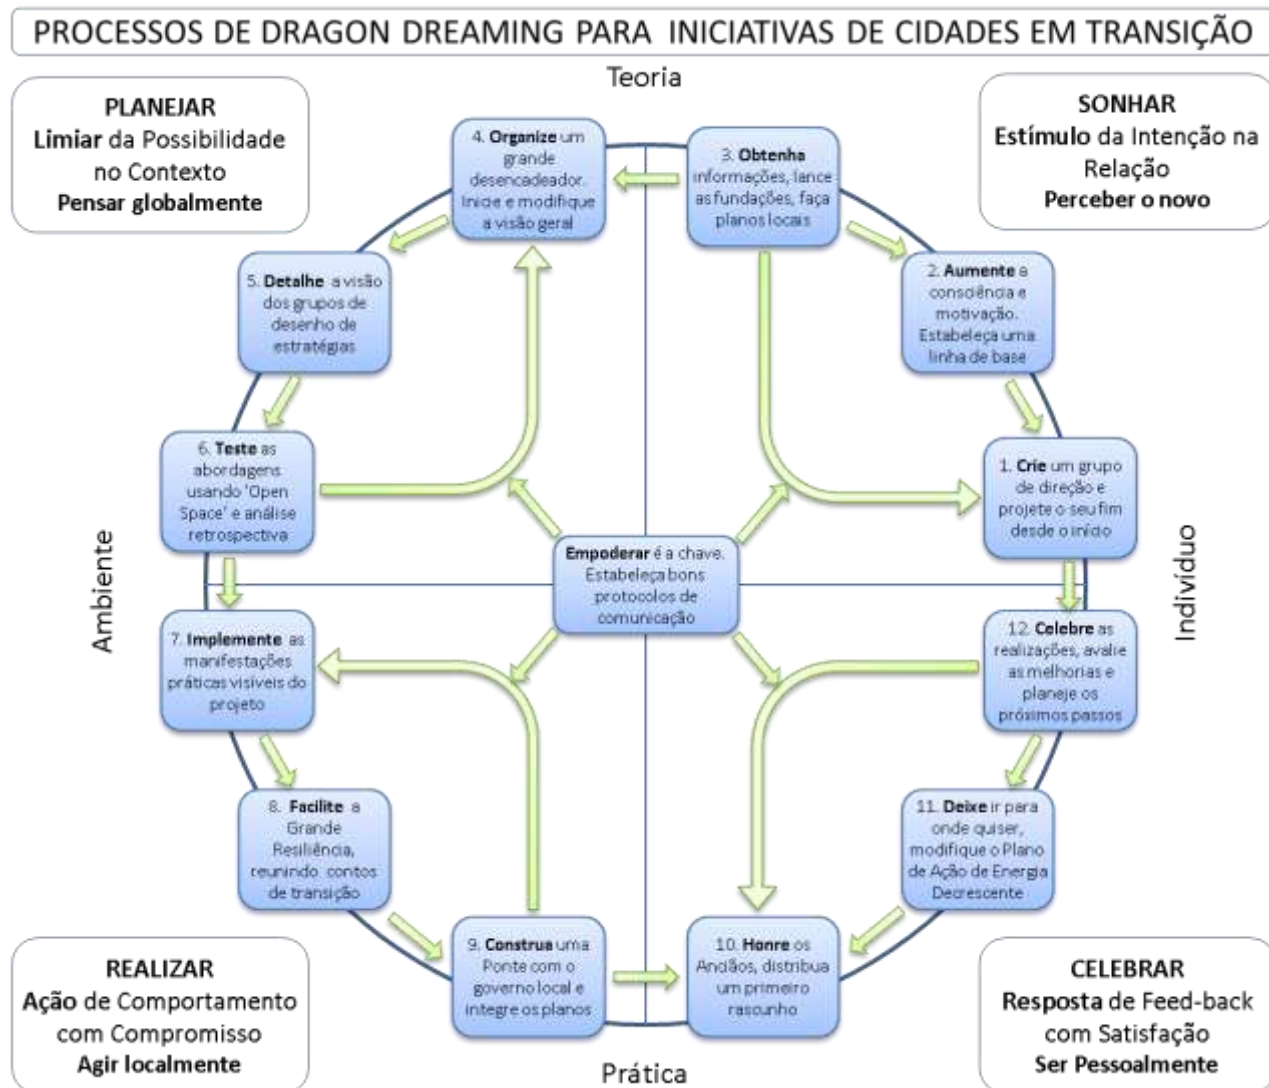 PROCESSOS DE DRAGON DREAMING PARA INICIATIVAS DE CIDADES EM TRANSIÇÃO
Teoria
PLANEJAR
Limiar da Possibilidade
no Contexto
Pensar globalmente
SONHAR
Estímulo da Intenção na
Relação
Perceber o novo
4. Organize um
grande
desencadeador.
Inicie e modifique
a visão geral
3. Obtenha
informações, lance
as fundações, faça
planos locais
5. Detalhe a visão
dos grupos de
desenho de
estratégias
2. Aumente a
consciência e
motivação.
Estabeleça uma
linha de base
6. Teste as
abordagens
usando 'Open
Space' e análise
retrospectiva
1. Crie um grupo
de direção e
projete o seu fim
desde o início
Ambiente
Empoderar é a chave.
Estabeleça bons
protocolos de
comunicação
Indivíduo
7. Implemente as
manifestações
práticas visíveis do
projeto
12. Celebre as
realizações, avalie
as melhorias e
planeje os
próximos passos
8. Facilite a
Grande
Resiliência,
reunindo contos
de transição
11. Deixe ir para
onde quiser,
modifique o Plano
de Ação de Energia
Decrescente
9. Construa uma
Ponte com o
governo local e
integre os planos
10. Honre os
Anciãos, distribua
um primeiro
rascunho
REALIZAR
Ação de Comportamento
com Compromisso
Agir localmente
CELEBRAR
Resposta de Feed-back
com Satisfação
Ser Pessoalmente
Prática